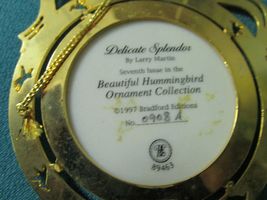 Delicate Splendor
By Larry Martin
Seventh Issue in the
Beautiful Hummingbird
Ornament Collection
©1997 Bradford Editions
No. 0908 A
89463